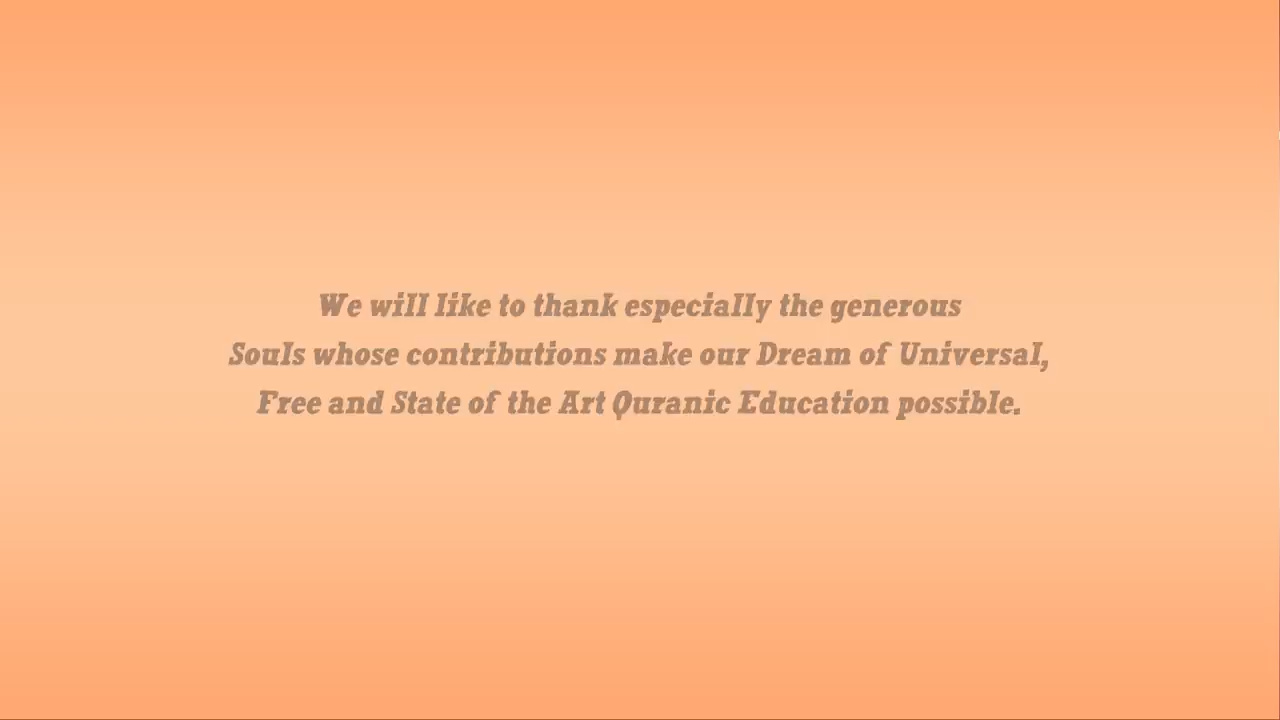 We will like to thank especially the generous
Souls whose contributions make our Dream of Universal,
Free and State of the Art Quranic Education possible.